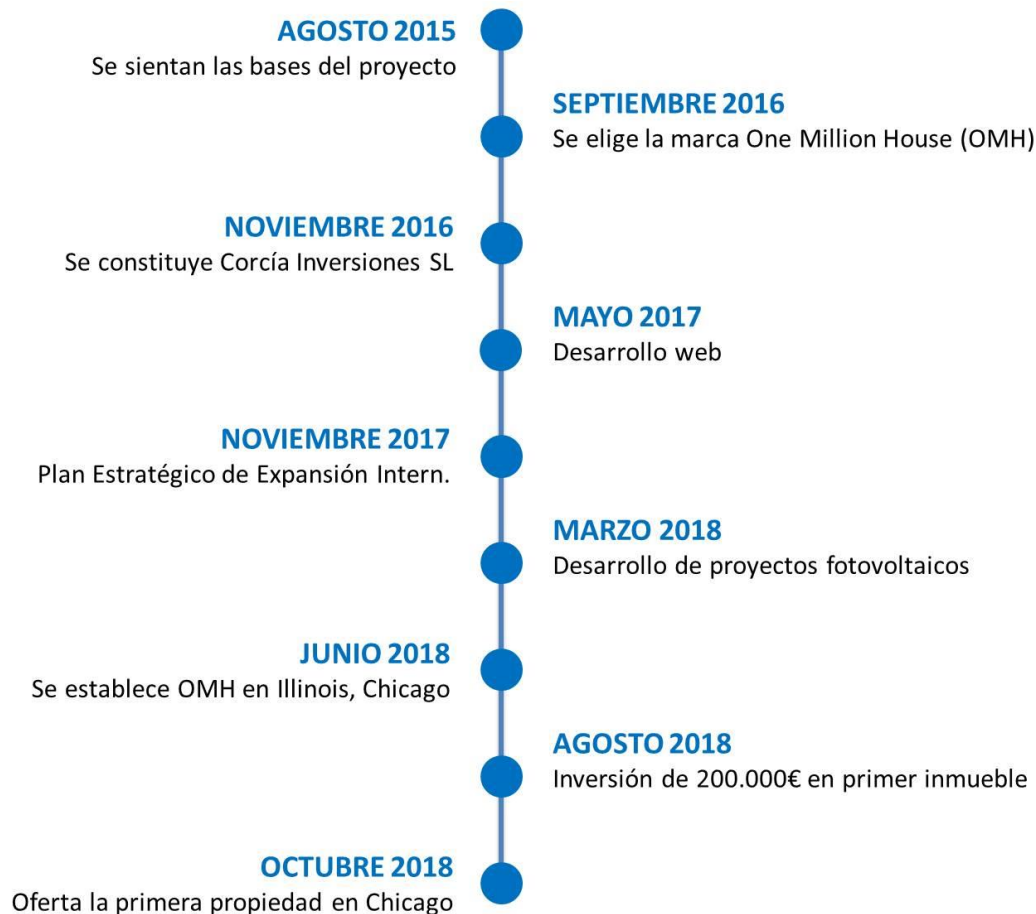 AGOSTO 2015
Se sientan las bases del proyecto
SEPTIEMBRE 2016
Se elige la marca One Million House (OMH)
NOVIEMBRE 2016
Se constituye Corcía Inversiones SL
MAYO 2017
Desarrollo web
NOVIEMBRE 2017
Plan Estratégico de Expansión Intern.
MARZO 2018
Desarrollo de proyectos fotovoltaicos
JUNIO 2018
Se establece OMH en Illinois, Chicago
AGOSTO 2018
Inversión de 200.000€ en primer inmueble
OCTUBRE 2018
Oferta la primera propiedad en Chicago